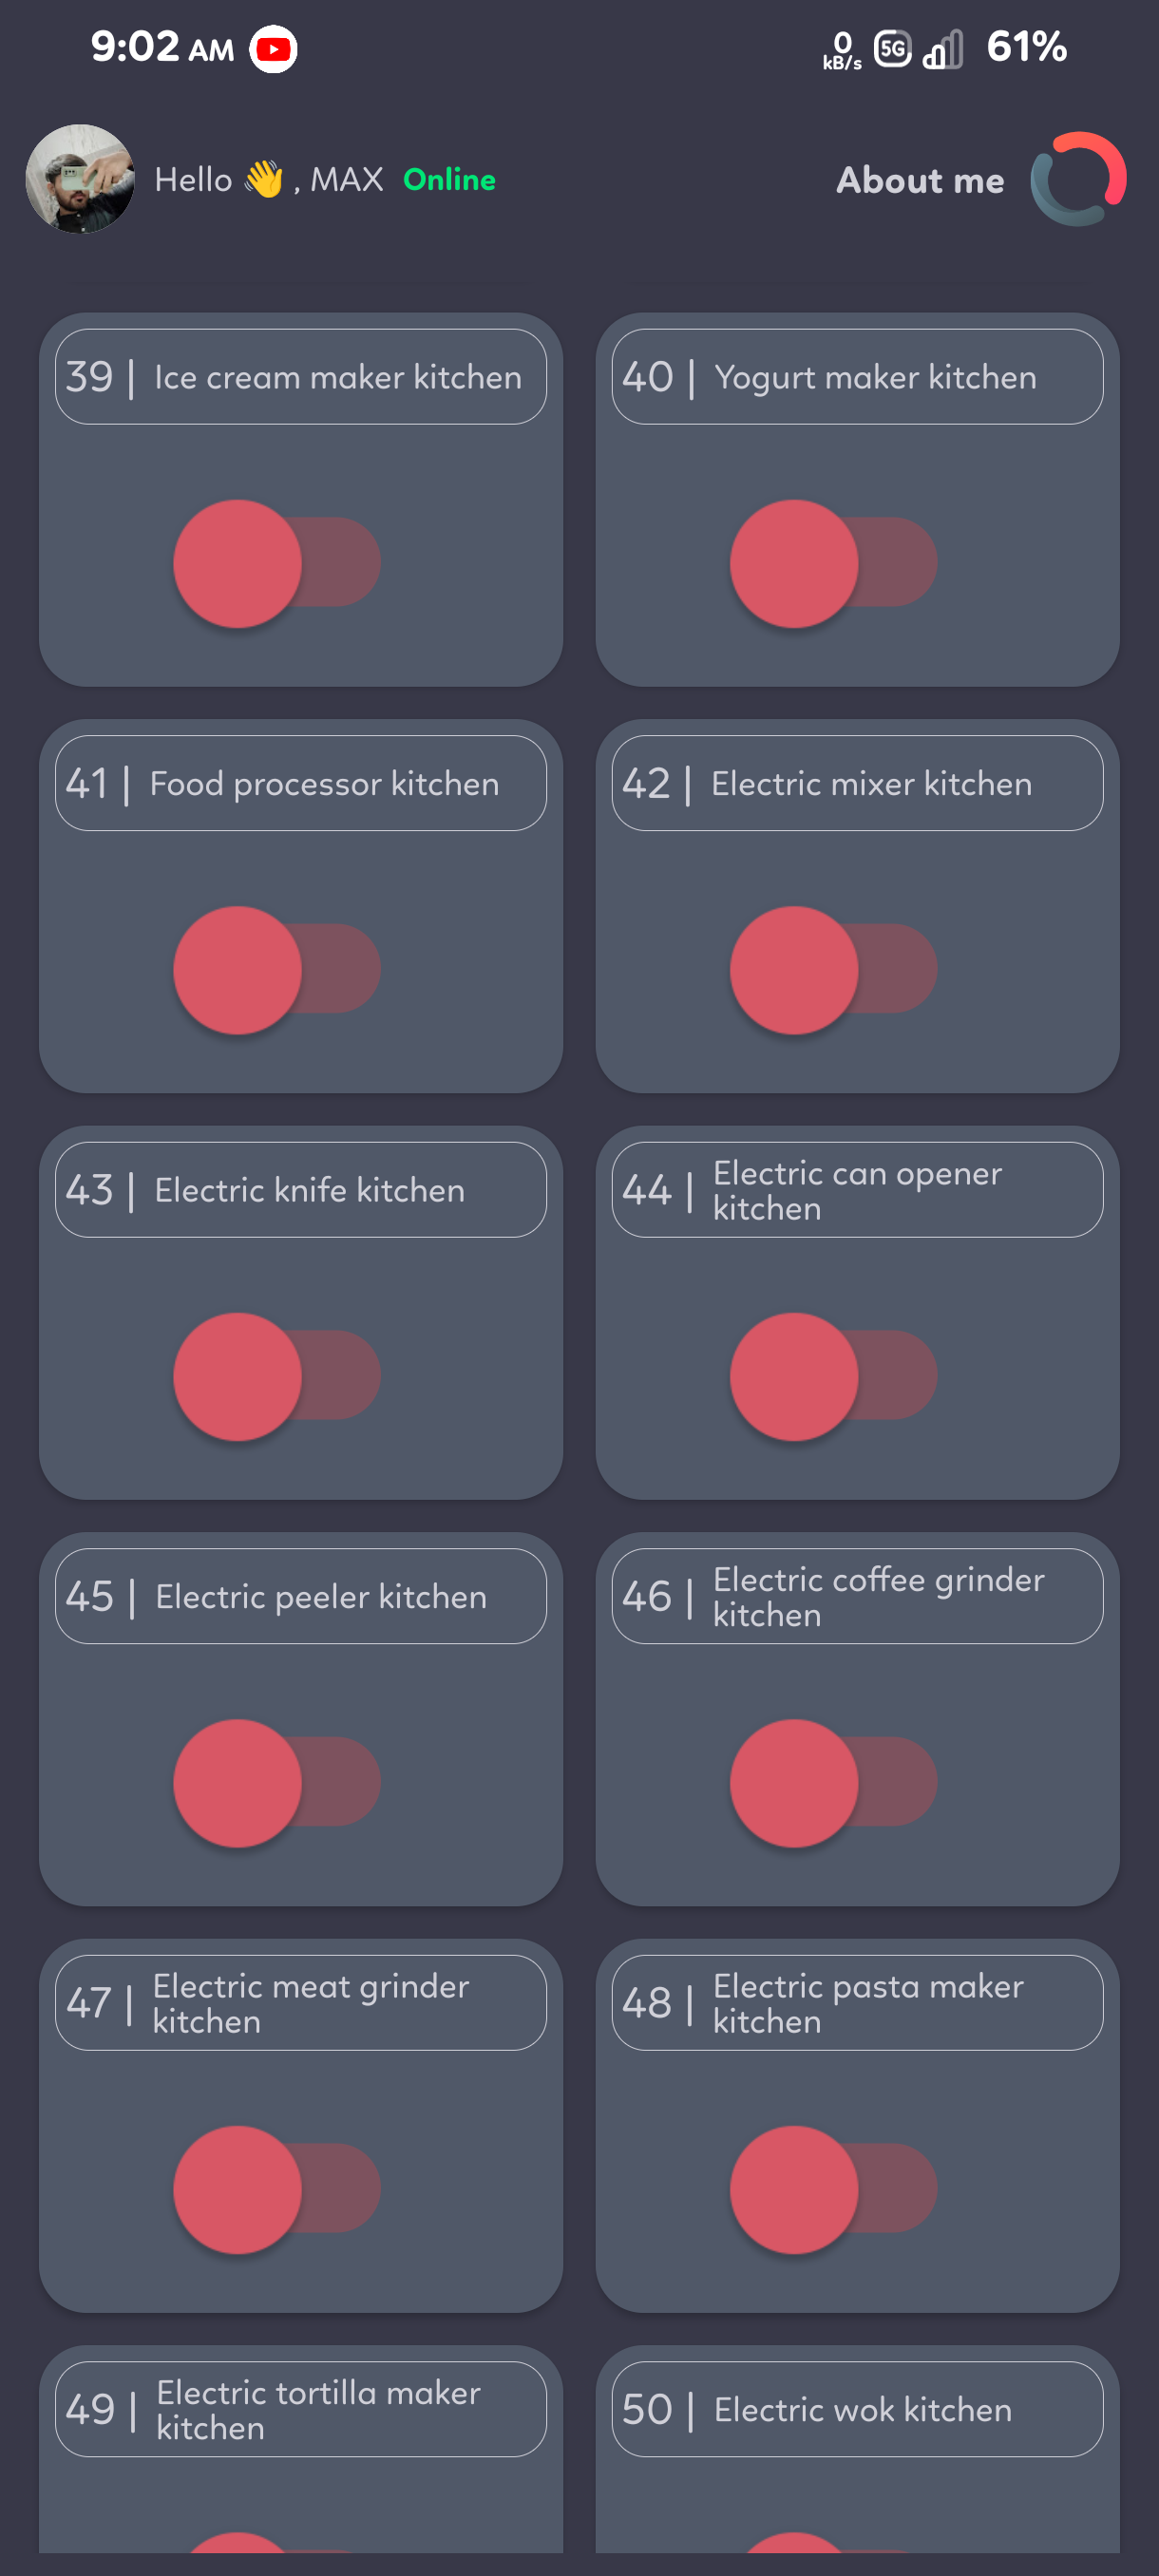 9:02 AM
0 kB/s 5G 61%
Hello 👋 , MAX Online
About me
39 | Ice cream maker kitchen
40 | Yogurt maker kitchen
41 | Food processor kitchen
42 | Electric mixer kitchen
43 | Electric knife kitchen
44 | Electric can opener
kitchen
45 | Electric peeler kitchen
46 | Electric coffee grinder
kitchen
47 | Electric meat grinder
kitchen
48 | Electric pasta maker
kitchen
49 | Electric tortilla maker
kitchen
50 | Electric wok kitchen